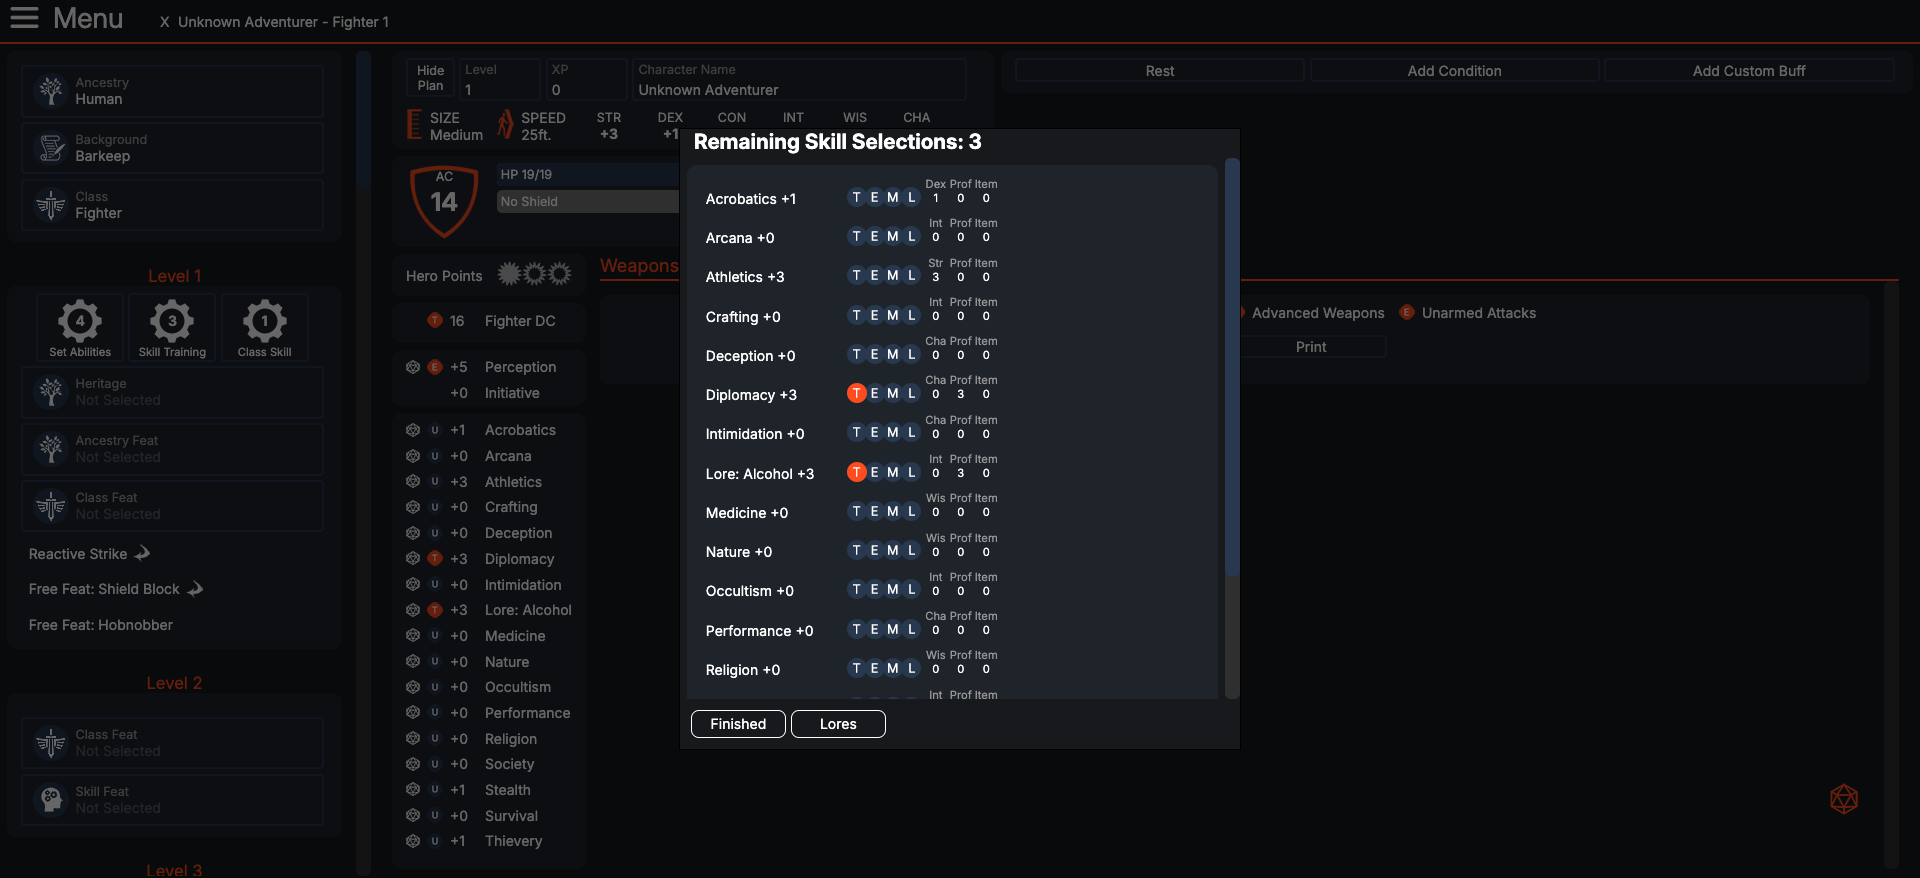 Menu
X Unknown Adventurer - Fighter 1
Ancestry
Human
Background
Barkeep
Class
Fighter
Level 1
4 3 1
Set Abilities Skill Training Class Skill
Heritage
Not Selected
Ancestry Feat
Not Selected
Class Feat
Not Selected
Reactive Strike
Free Feat: Shield Block
Free Feat: Hobnobber
Level 2
Class Feat
Not Selected
Skill Feat
Not Selected
Level 3
Hide Plan
Level
1
XP
0
Character Name
Unknown Adventurer
SIZE
Medium
SPEED
25ft.
STR DEX CON INT WIS CHA
+3 +1
AC
14
HP 19/19
No Shield
Hero Points
T 16 Fighter DC
E +5 Perception
+0 Initiative
U +1 Acrobatics
U +0 Arcana
U +3 Athletics
U +0 Crafting
U +0 Deception
T +3 Diplomacy
U +0 Intimidation
T +3 Lore: Alcohol
U +0 Medicine
U +0 Nature
U +0 Occultism
U +0 Performance
U +0 Religion
U +0 Society
U +1 Stealth
U +0 Survival
U +1 Thievery
Weapons
Rest
Add Condition
Add Custom Buff
Advanced Weapons
E Unarmed Attacks
Print
Remaining Skill Selections: 3
Dex Prof Item
Acrobatics +1 T E M L 1 0 0
Int Prof Item
Arcana +0 T E M L 0 0 0
Str Prof Item
Athletics +3 T E M L 3 0 0
Int Prof Item
Crafting +0 T E M L 0 0 0
Cha Prof Item
Deception +0 T E M L 0 0 0
Cha Prof Item
Diplomacy +3 T E M L 0 3 0
Cha Prof Item
Intimidation +0 T E M L 0 0 0
Int Prof Item
Lore: Alcohol +3 T E M L 0 3 0
Wis Prof Item
Medicine +0 T E M L 0 0 0
Wis Prof Item
Nature +0 T E M L 0 0 0
Int Prof Item
Occultism +0 T E M L 0 0 0
Cha Prof Item
Performance +0 T E M L 0 0 0
Wis Prof Item
Religion +0 T E M L 0 0 0
Int Prof Item
Finished
Lores